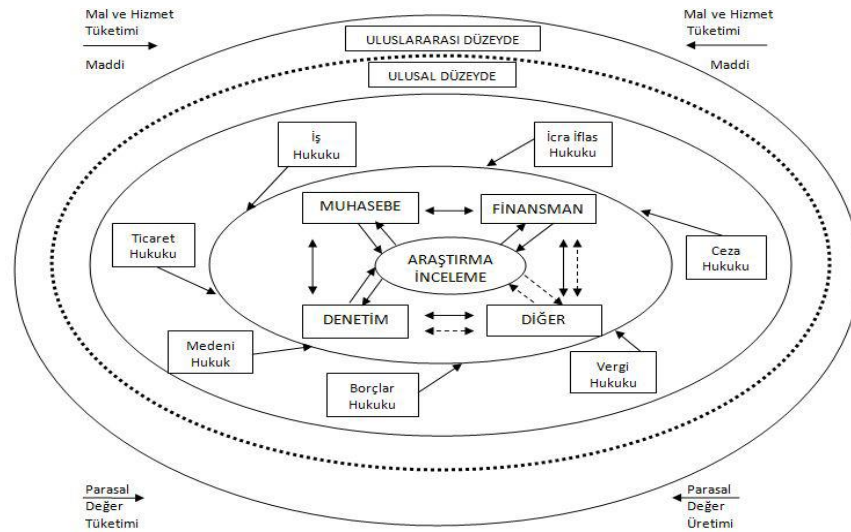 Mal ve Hizmet
Tüketimi
Maddi
Mal ve Hizmet
Tüketimi
Maddi
ULUSLARARASI DÜZEYDE
ULUSAL DÜZEYDE
İş
Hukuku
İcra İflas
Hukuku
MUHASEBE
FİNANSMAN
Ticaret
Hukuku
ARAŞTIRMA
İNCELEME
Ceza
Hukuku
DENETİM
DİĞER
Medeni
Hukuk
Borçlar
Hukuku
Vergi
Hukuku
Parasal
Değer
Tüketimi
Parasal
Değer
Üretimi